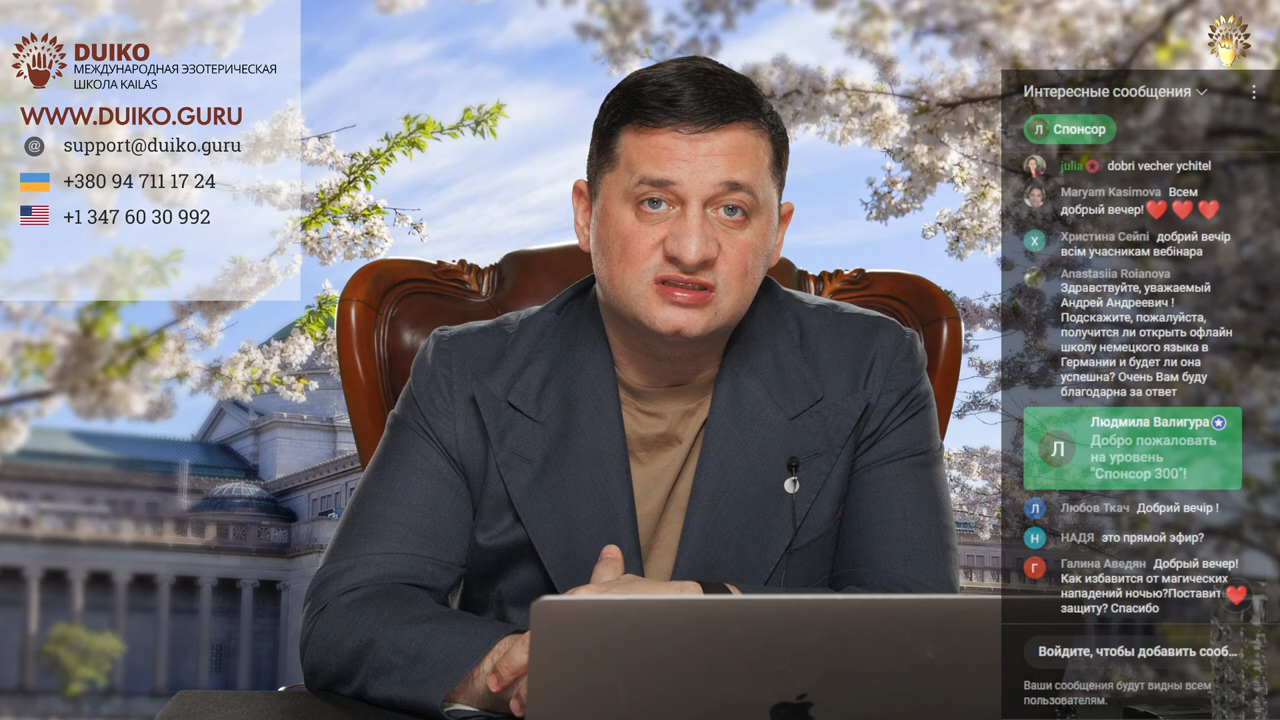 DUIKO
МЕЖДУНАРОДНАЯ ЭЗОТЕРИЧЕСКАЯ
ШКОЛА KAILAS
WWW.DUIKO.GURU
@ support@duiko.guru
+380 94 711 17 24
+1 347 60 30 992
Интересные сообщения
Л Спонсор
julia dobri vecher ychitel
Maryam Kasimova Всем
добрый вечер!
Х Христина Сейпі добрий вечір
всім учасникам вебінара
Anastasiia Roianova
Здравствуйте, уважаемый
Андрей Андреевич !
Подскажите, пожалуйста,
получится ли открыть офлайн
школу немецкого языка в
Германии и будет ли она
успешна? Очень Вам буду
благодарна за ответ
Людмила Валигура
Л Добро пожаловать
на уровень
"Спонсор 300"!
Л Любов Ткач Добрий вечір !
Н НАДЯ это прямой эфир?
Г Галина Аведян Добрый вечер!
Как избавится от магических
нападений ночью?Поставит
защиту? Спасибо
Войдите, чтобы добавить сооб...
Ваши сообщения будут видны всем
пользователям.